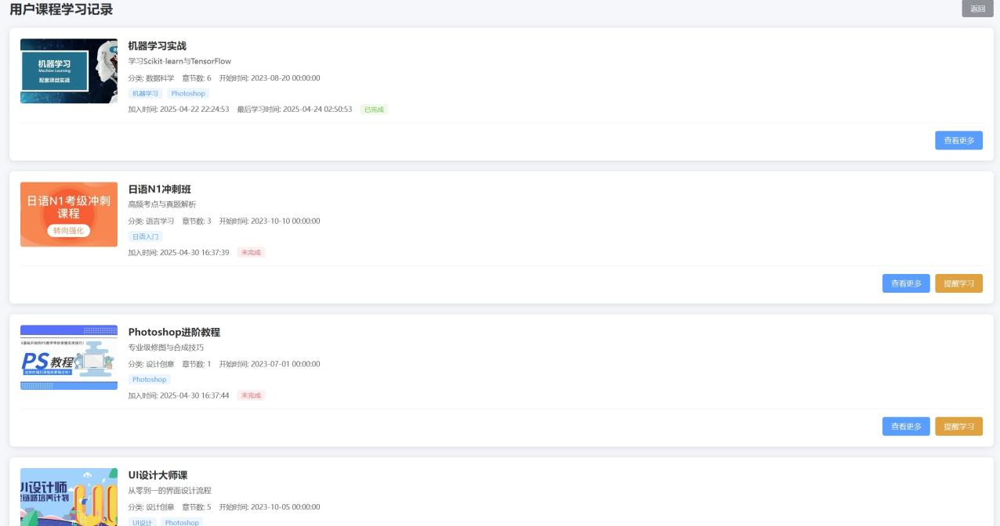 用户课程学习记录
返回
机器学习
Machine Learning
配套项目实战
机器学习实战
学习Scikit-learn与TensorFlow
分类: 数据科学 章节数: 6 开始时间: 2023-08-20 00:00:00
机器学习 Photoshop
加入时间: 2025-04-22 22:24:53 最后学习时间: 2025-04-24 02:50:53 已完成
查看更多
日语N1考级冲刺
课程
转向强化
日语N1冲刺班
高频考点与真题解析
分类: 语言学习 章节数: 3 开始时间: 2023-10-10 00:00:00
日语入门
加入时间: 2025-04-30 16:37:39 未完成
查看更多 提醒学习
PS教程
Photoshop进阶教程
专业级修图与合成技巧
分类: 设计创意 章节数: 1 开始时间: 2023-07-01 00:00:00
Photoshop
加入时间: 2025-04-30 16:37:44 未完成
查看更多 提醒学习
UI设计师
链路培养计划
UI设计大师课
从零到一的界面设计流程
分类: 设计创意 章节数: 5 开始时间: 2023-10-05 00:00:00
UI设计 Photoshop